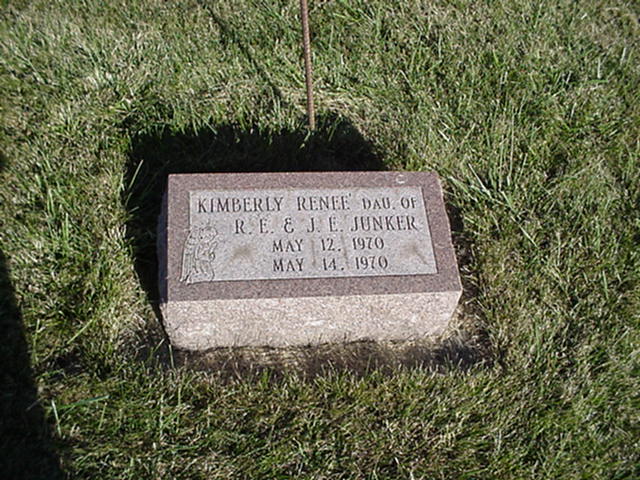 KIMBERLY RENEE' DAU. OF
R. E. & J. E. JUNKER
MAY 12, 1970
MAY 14, 1970